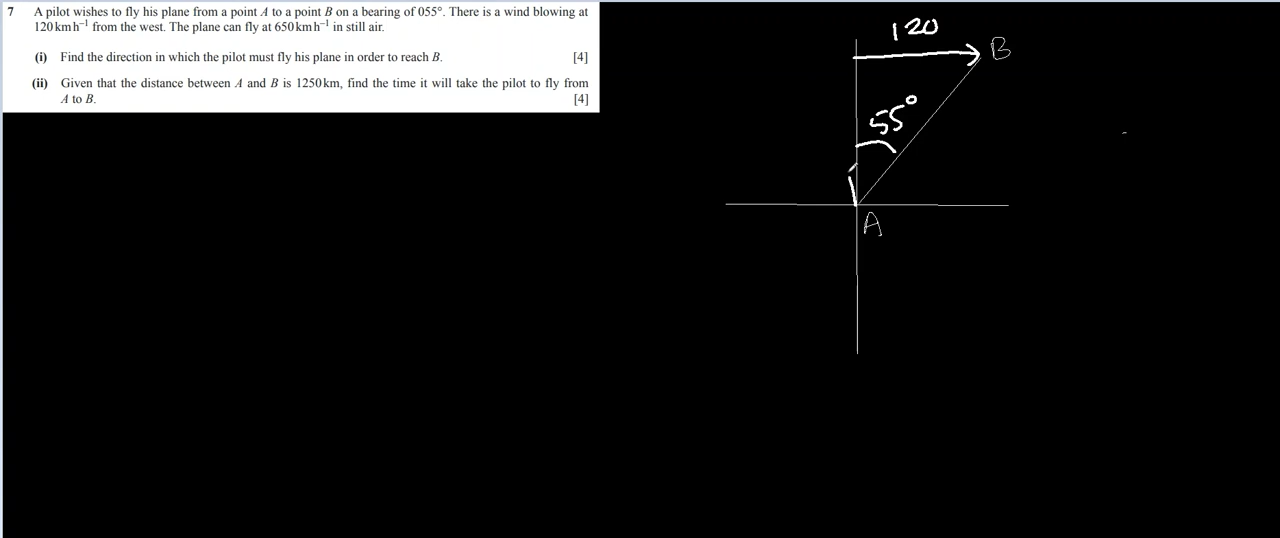 7 A pilot wishes to fly his plane from a point A to a point B on a bearing of 055°. There is a wind blowing at
120 km h⁻¹ from the west. The plane can fly at 650 km h⁻¹ in still air.
(i) Find the direction in which the pilot must fly his plane in order to reach B. [4]
(ii) Given that the distance between A and B is 1250 km, find the time it will take the pilot to fly from
A to B. [4]
120
B
55°
A